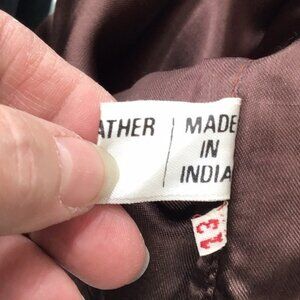 ATHER | MADE
IN
INDIA
13